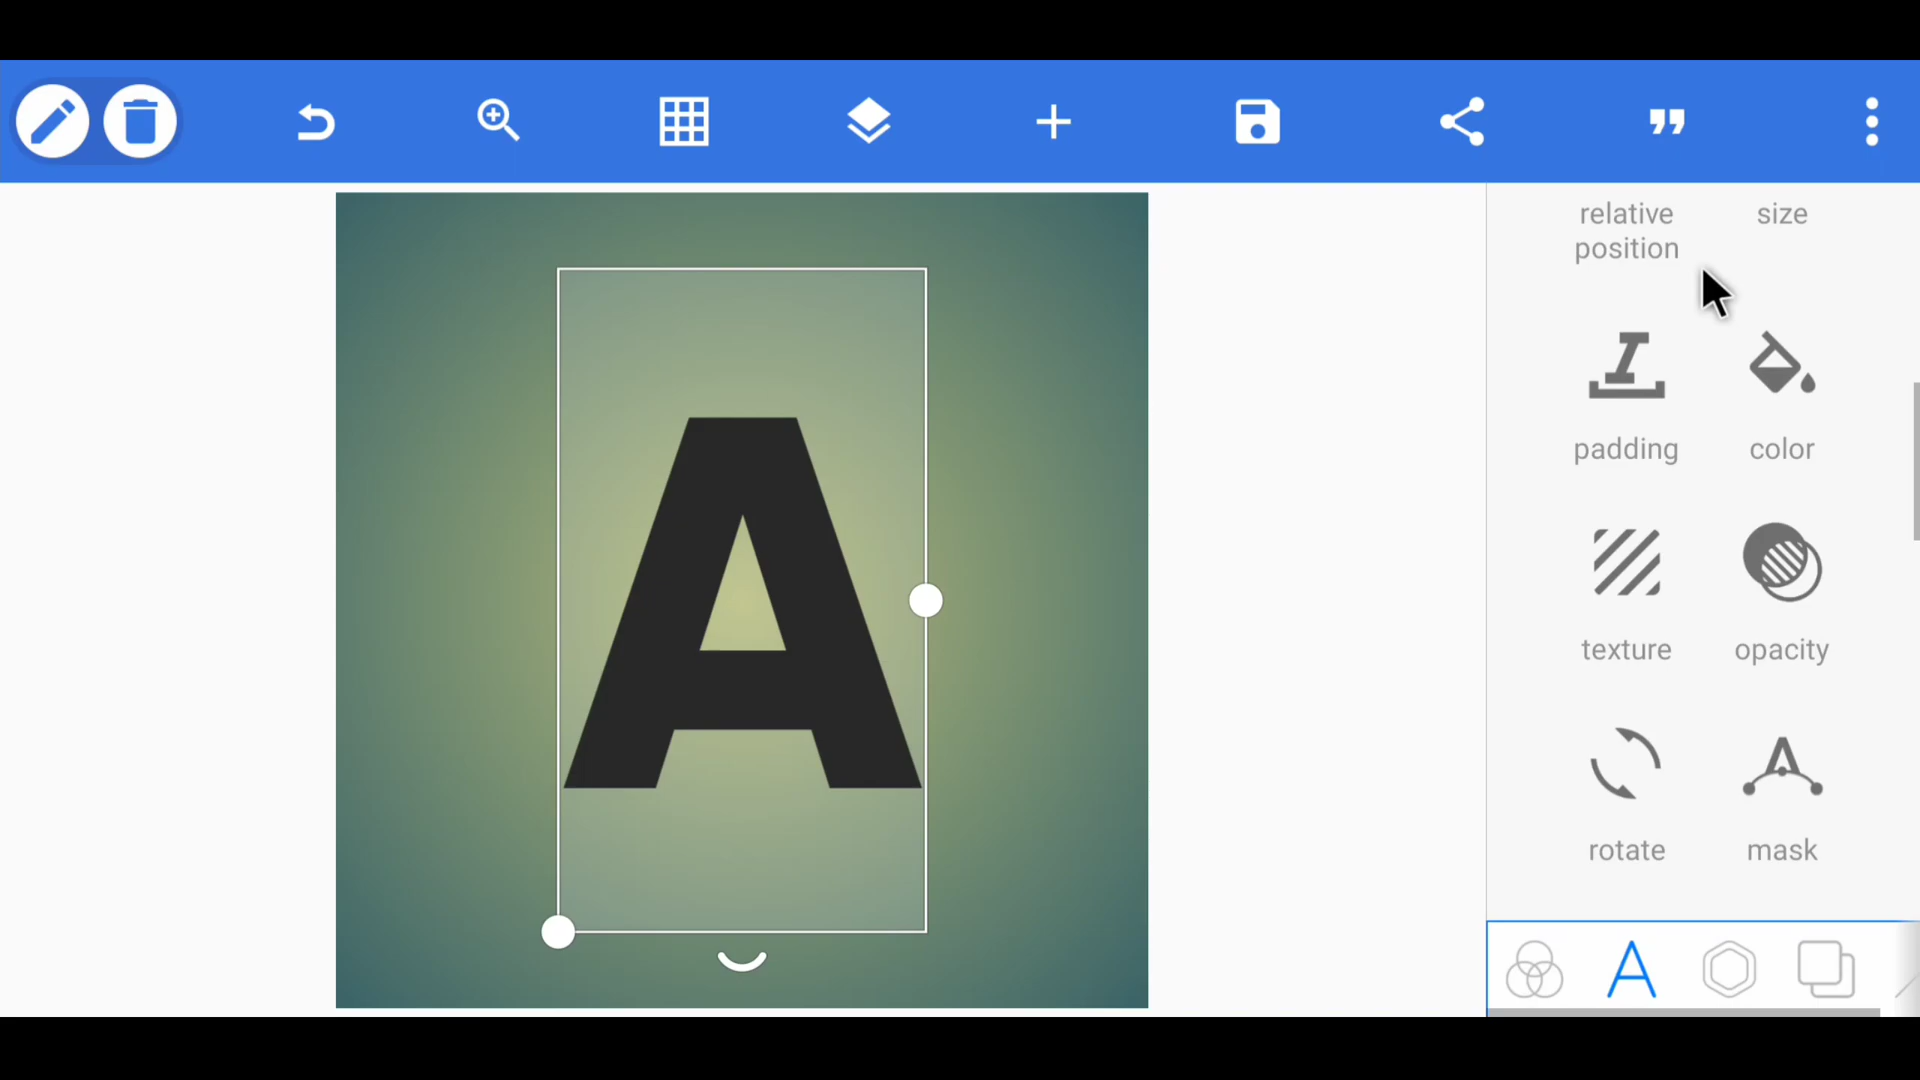 relative
position
size
A
padding
color
texture
opacity
rotate
mask